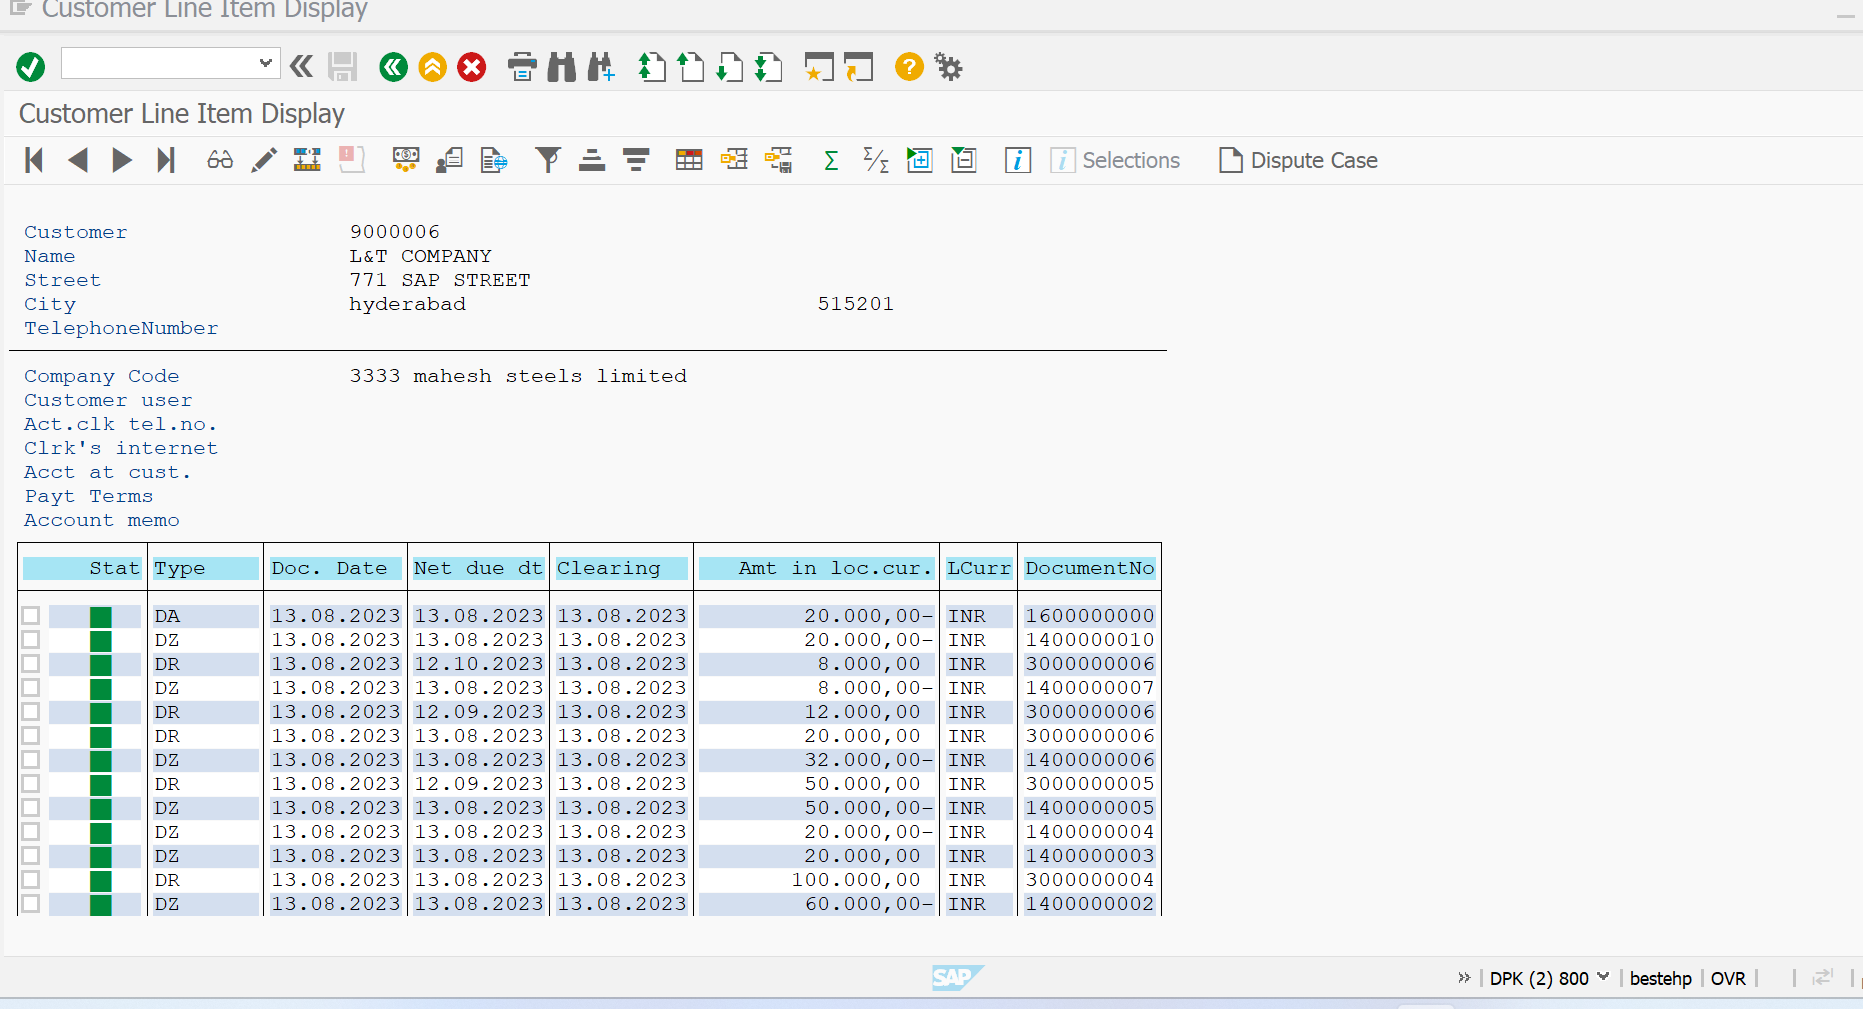 Customer Line Item Display
Customer Line Item Display
Selections
Dispute Case
Customer 9000006
Name L&T COMPANY
Street 771 SAP STREET
City hyderabad 515201
TelephoneNumber
Company Code 3333 mahesh steels limited
Customer user
Act.clk tel.no.
Clrk's internet
Acct at cust.
Payt Terms
Account memo
Stat Type Doc. Date Net due dt Clearing Amt in loc.cur. LCurr DocumentNo
DA 13.08.2023 13.08.2023 13.08.2023 20.000,00- INR 1600000000
DZ 13.08.2023 13.08.2023 13.08.2023 20.000,00- INR 1400000010
DR 13.08.2023 12.10.2023 13.08.2023 8.000,00 INR 3000000006
DZ 13.08.2023 13.08.2023 13.08.2023 8.000,00- INR 1400000007
DR 13.08.2023 12.09.2023 13.08.2023 12.000,00 INR 3000000006
DR 13.08.2023 13.08.2023 13.08.2023 20.000,00 INR 3000000006
DZ 13.08.2023 13.08.2023 13.08.2023 32.000,00- INR 1400000006
DR 13.08.2023 12.09.2023 13.08.2023 50.000,00 INR 3000000005
DZ 13.08.2023 13.08.2023 13.08.2023 50.000,00- INR 1400000005
DZ 13.08.2023 13.08.2023 13.08.2023 20.000,00- INR 1400000004
DZ 13.08.2023 13.08.2023 13.08.2023 20.000,00 INR 1400000003
DR 13.08.2023 13.08.2023 13.08.2023 100.000,00 INR 3000000004
DZ 13.08.2023 13.08.2023 13.08.2023 60.000,00- INR 1400000002
SAP
DPK (2) 800 bestehp OVR